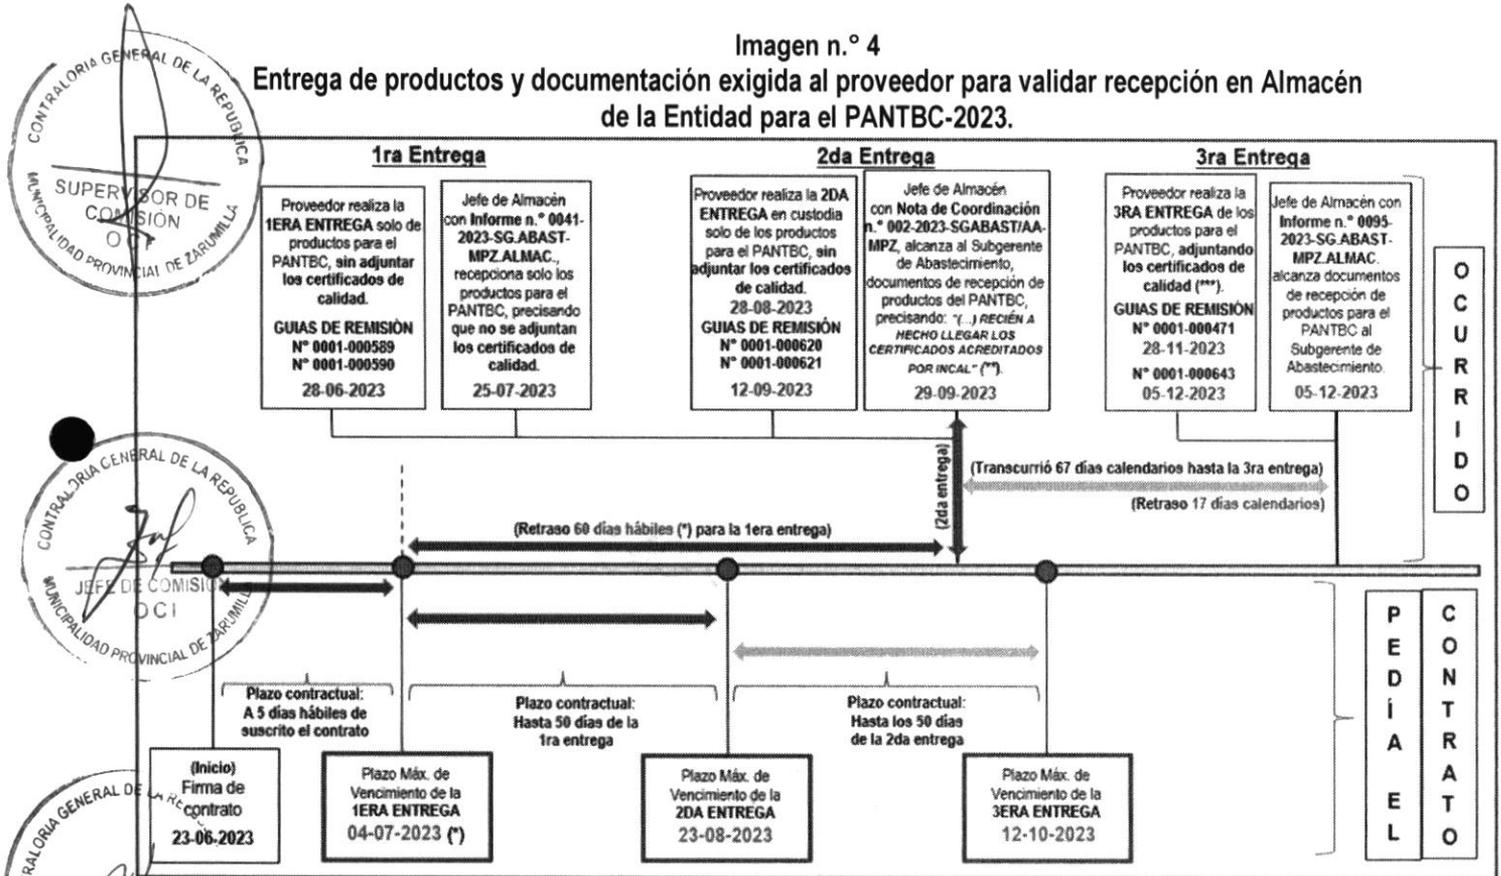 Imagen n.° 4
Entrega de productos y documentación exigida al proveedor para validar recepción en Almacén
de la Entidad para el PANTBC-2023.
CONTRALORIA GENERAL DE LA REPUBLICA
SUPERVISOR DE
COMISIÓN
OCI
MUNICIPALIDAD PROVINCIAL DE ZARUMILLA
1ra Entrega
Proveedor realiza la
1ERA ENTREGA solo de
productos para el
PANTBC, sin adjuntar
los certificados de
calidad.
GUIAS DE REMISIÓN
N° 0001-000589
N° 0001-000590
28-06-2023
Jefe de Almacén
con Informe n.° 0041-
2023-SG.ABAST-
MPZ.ALMAC.,
recepciona solo los
productos para el
PANTBC, precisando
que no se adjuntan
los certificados de
calidad.
25-07-2023
2da Entrega
Proveedor realiza la 2DA
ENTREGA en custodia
solo de los productos
para el PANTBC, sin
adjuntar los certificados
de calidad.
28-08-2023
GUIAS DE REMISIÓN
N° 0001-000620
N° 0001-000621
12-09-2023
Jefe de Almacén
con Nota de Coordinación
n.° 002-2023-SGABAST/AA-
MPZ, alcanza al Subgerente
de Abastecimiento,
documentos de recepción de
productos del PANTBC,
precisando: "(...) RECIÉN A
HECHO LLEGAR LOS
CERTIFICADOS ACREDITADOS
POR INCAL" (**).
29-09-2023
3ra Entrega
Proveedor realiza la
3RA ENTREGA de los
productos para el
PANTBC, adjuntando
los certificados de
calidad (***).
GUIAS DE REMISIÓN
N° 0001-000471
28-11-2023
N° 0001-000643
05-12-2023
Jefe de Almacén con
Informe n.° 0095-
2023-SG.ABAST-
MPZ.ALMAC.
alcanza documentos
de recepción de
productos para el
PANTBC al
Subgerente de
Abastecimiento.
05-12-2023
OCURRIDO
(2da entrega)
(Transcurrió 67 días calendarios hasta la 3ra entrega)
(Retraso 17 días calendarios)
(Retraso 60 días hábiles (*) para la 1era entrega)
CONTRALORIA GENERAL DE LA REPUBLICA
JEFE DE COMISIÓN
OCI
MUNICIPALIDAD PROVINCIAL DE ZARUMILLA
Plazo contractual:
A 5 días hábiles de
suscrito el contrato
Plazo contractual:
Hasta 50 días de la
1ra entrega
Plazo contractual:
Hasta los 50 días
de la 2da entrega
(Inicio)
Firma de
contrato
23-06-2023
Plazo Máx. de
Vencimiento de la
1ERA ENTREGA
04-07-2023 (*)
Plazo Máx. de
Vencimiento de la
2DA ENTREGA
23-08-2023
Plazo Máx. de
Vencimiento de la
3ERA ENTREGA
12-10-2023
PEDÍA EL
CONTRATO
GENERAL DE LA